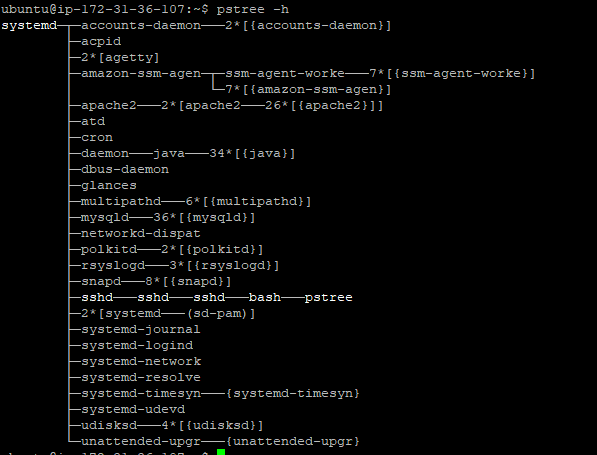 ubuntu@ip-172-31-36-107:~$ pstree -h
systemd─┬─accounts-daemon───2*[{accounts-daemon}]
        ├─acpid
        ├─2*[agetty]
        ├─amazon-ssm-agen─┬─ssm-agent-worke───7*[{ssm-agent-worke}]
        │                 └─7*[{amazon-ssm-agen}]
        ├─apache2───2*[apache2───26*[{apache2}]]
        ├─atd
        ├─cron
        ├─daemon───java───34*[{java}]
        ├─dbus-daemon
        ├─glances
        ├─multipathd───6*[{multipathd}]
        ├─mysqld───36*[{mysqld}]
        ├─networkd-dispat
        ├─polkitd───2*[{polkitd}]
        ├─rsyslogd───3*[{rsyslogd}]
        ├─snapd───8*[{snapd}]
        ├─sshd───sshd───sshd───bash───pstree
        ├─2*[systemd───(sd-pam)]
        ├─systemd-journal
        ├─systemd-logind
        ├─systemd-network
        ├─systemd-resolve
        ├─systemd-timesyn───{systemd-timesyn}
        ├─systemd-udevd
        ├─udisksd───4*[{udisksd}]
        └─unattended-upgr───{unattended-upgr}
ubuntu@ip-172-31-36-107:~$